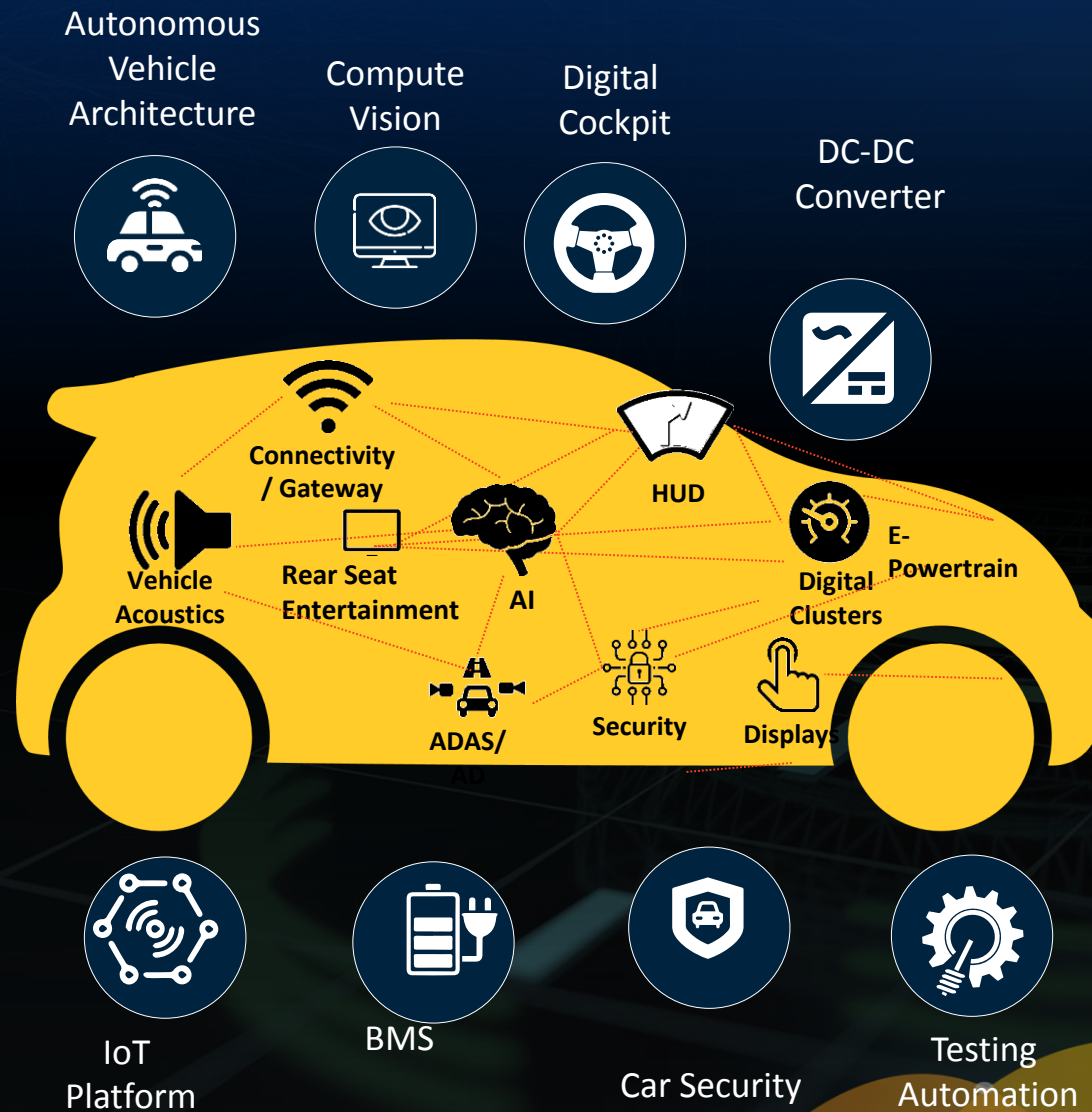 Autonomous
Vehicle
Architecture
Compute
Vision
Digital
Cockpit
DC-DC
Converter
Connectivity
/ Gateway
HUD
Vehicle
Acoustics
Rear Seat
Entertainment
AI
Digital
Clusters
E-
Powertrain
ADAS/
AD
Security
Displays
IoT
Platform
BMS
Car Security
Testing
Automation